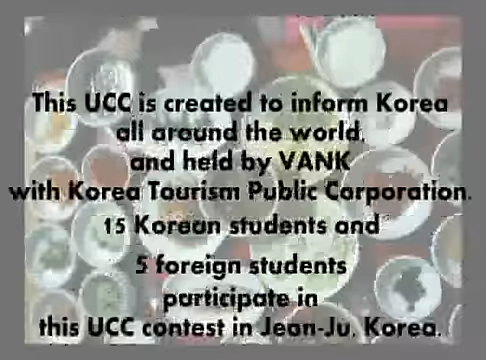 This UCC is created to inform Korea
all around the world,
and held by VANK
with Korea Tourism Public Corporation.
15 Korean students and
5 foreign students
participate in
this UCC contest in Jeon-Ju, Korea.